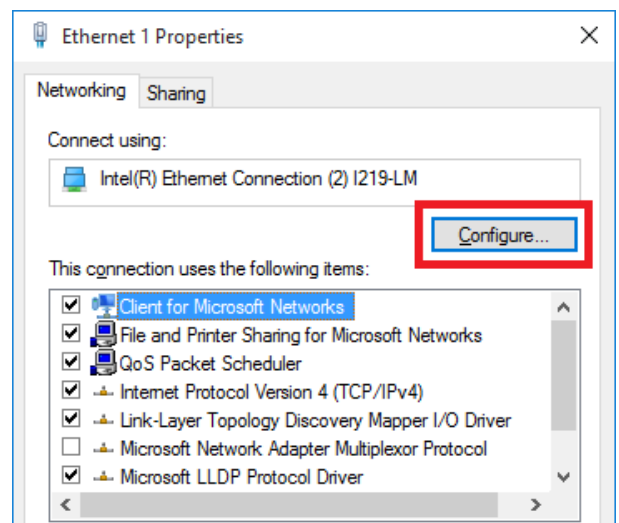 Ethernet 1 Properties
Networking Sharing
Connect using:
Intel(R) Ethernet Connection (2) I219-LM
Configure...
This connection uses the following items:
Client for Microsoft Networks
File and Printer Sharing for Microsoft Networks
QoS Packet Scheduler
Internet Protocol Version 4 (TCP/IPv4)
Link-Layer Topology Discovery Mapper I/O Driver
Microsoft Network Adapter Multiplexor Protocol
Microsoft LLDP Protocol Driver